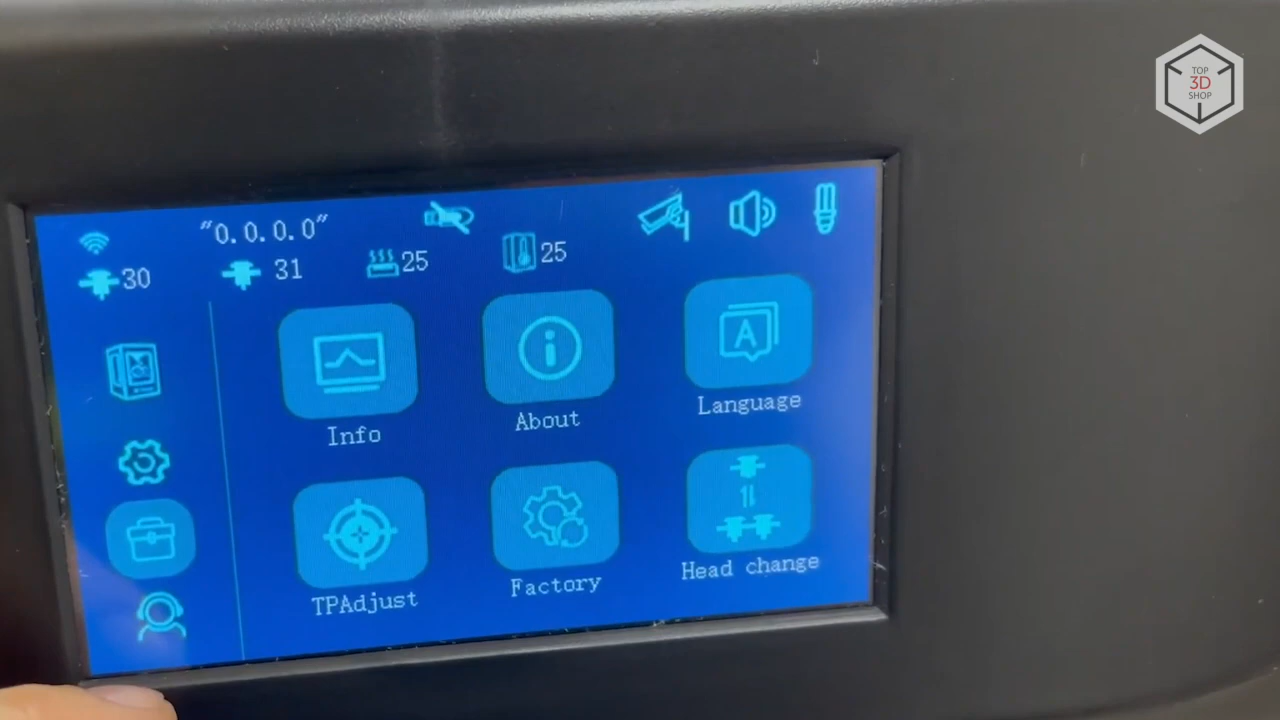 TOP
3D
SHOP
"0.0.0.0"
30 31 25 25
Info About Language
A
TPAdjust Factory Head change